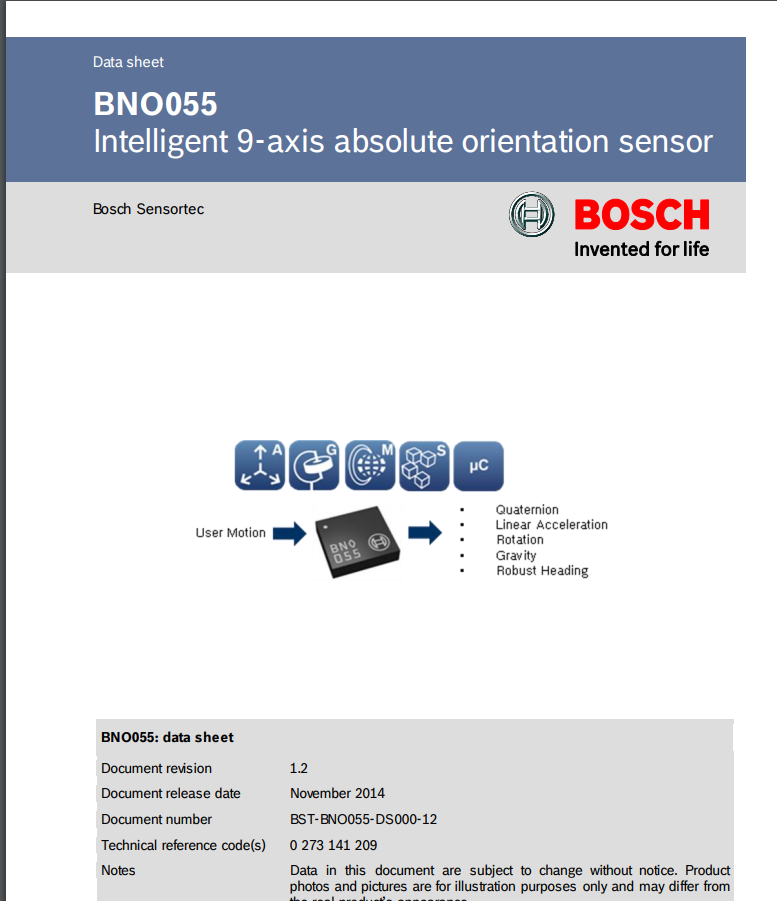 Data sheet
BNO055
Intelligent 9-axis absolute orientation sensor
Bosch Sensortec
BOSCH
Invented for life
A G M S µC
User Motion
BNO
055
▪ Quaternion
▪ Linear Acceleration
▪ Rotation
▪ Gravity
▪ Robust Heading
BNO055: data sheet
Document revision 1.2
Document release date November 2014
Document number BST-BNO055-DS000-12
Technical reference code(s) 0 273 141 209
Notes Data in this document are subject to change without notice. Product
photos and pictures are for illustration purposes only and may differ from